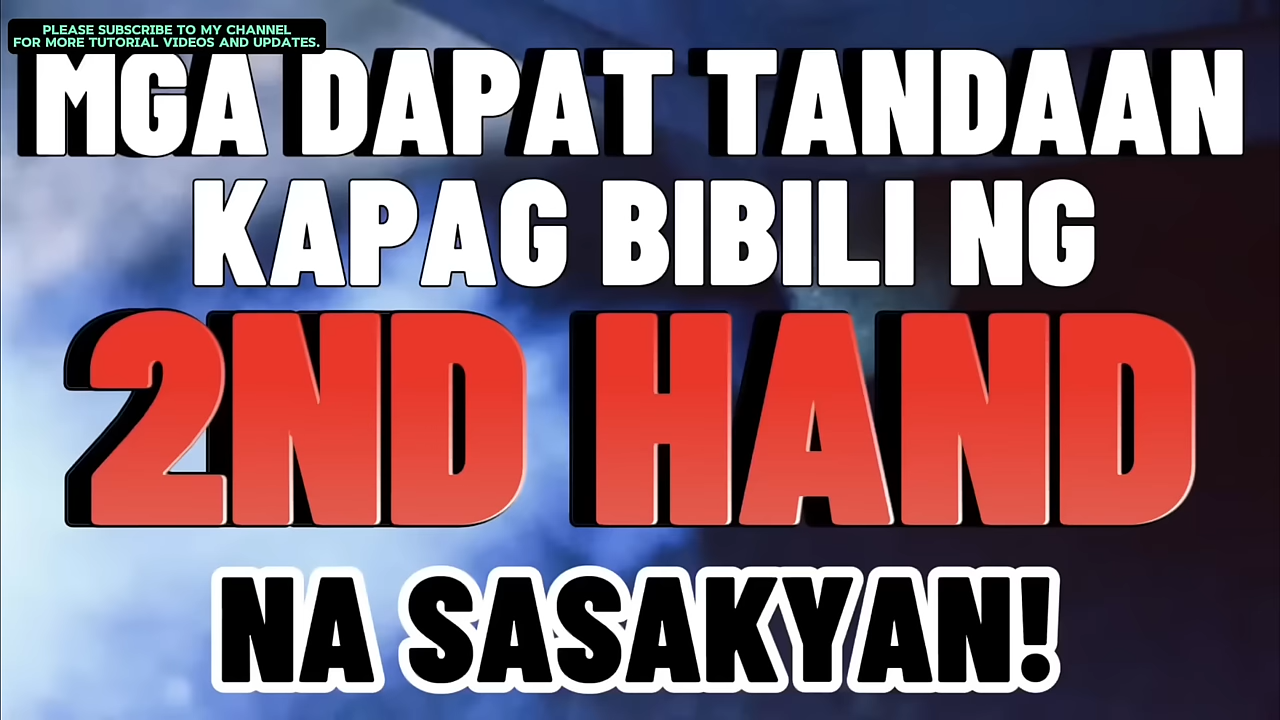 PLEASE SUBSCRIBE TO MY CHANNEL
FOR MORE TUTORIAL VIDEOS AND UPDATES.
MGA DAPAT TANDAAN
KAPAG BIBILI NG
2ND HAND
NA SASAKYAN!